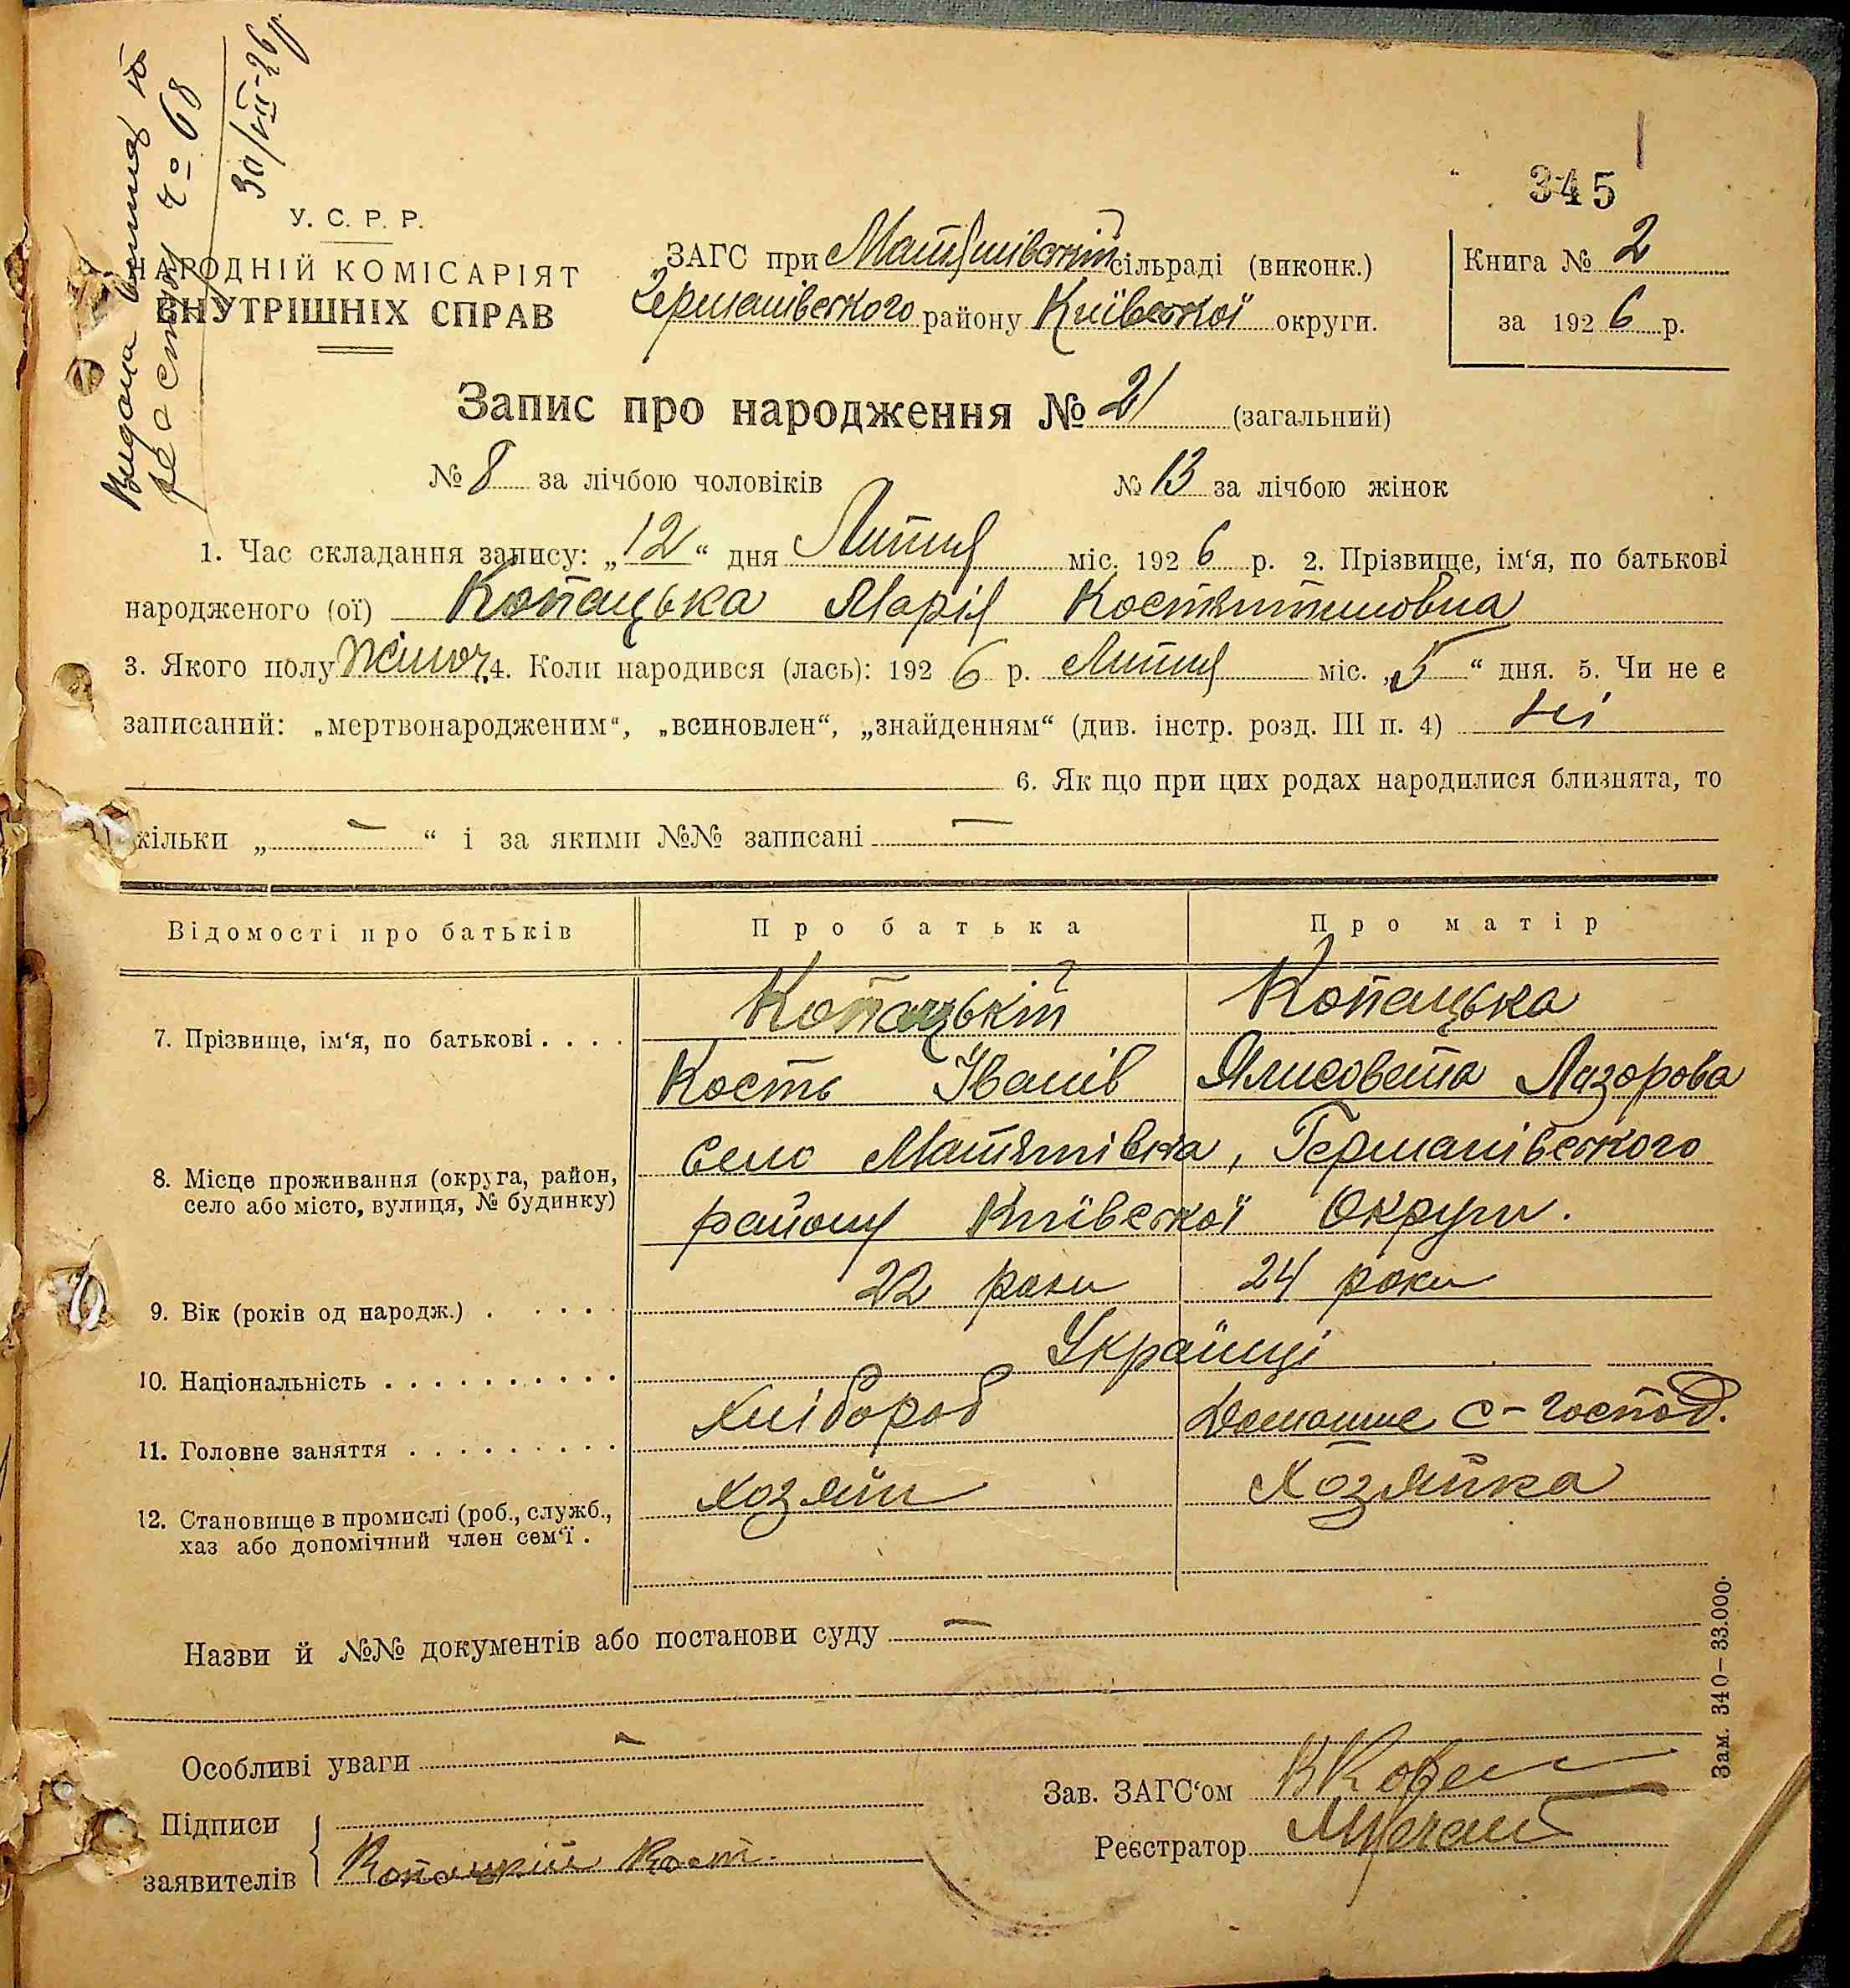 Видана виписка
реєстру ч= 68
30/VII-26р.
345
У. С. Р. Р.
НАРОДНІЙ КОМІСАРІЯТ
ВНУТРІШНІХ СПРАВ
ЗАГС при Матяшівській сільраді (виконк.)
Германівського району Київської округи.
Книга № 2
за 1926 р.
Запис про народження № 21 (загальний)
№ 8 за лічбою чоловіків № 13 за лічбою жінок
1. Час складання запису: „12“ дня Липня міс. 1926 р. 2. Прізвище, ім‘я, по батькові
народженого (ої) Копацька Марія Костянтиновна
3. Якого полу жіноч. 4. Коли народився (лась): 1926 р. Липня міс. „5“ дня. 5. Чи не є
записаний: „мертвонародженим“, „всиновлен“, „знайденням“ (див. інстр. розд. III п. 4) Ні
6. Як що при цих родах народилися близнята, то
кільки „ — “ і за якими №№ записані —
Відомості про батьків Про батька Про матір
Копацькій Копацька
7. Прізвище, ім‘я, по батькові . . . .
Кость Іванів Ялисовета Лазорова
село Матяшівка, Германівського
8. Місце проживання (округа, район,
село або місто, вулиця, № будинку)
району Київської Округи.
9. Вік (років од народж.) . . . . . 22 роки 24 роки
10. Національність . . . . . . . . . . Українці
11. Головне заняття . . . . . . . . . Хлібороб Домашнє С-господ.
12. Становище в промислі (роб., служб.,
хаз або допомічний член сем‘ї . хозяїн Хозяйка
Назви й №№ документів або постанови суду —
Особливі уваги —
Зав. ЗАГС‘ом
Підписи
заявителів Копацкий Кост.
Реєстратор
Зам. 340–33.000.